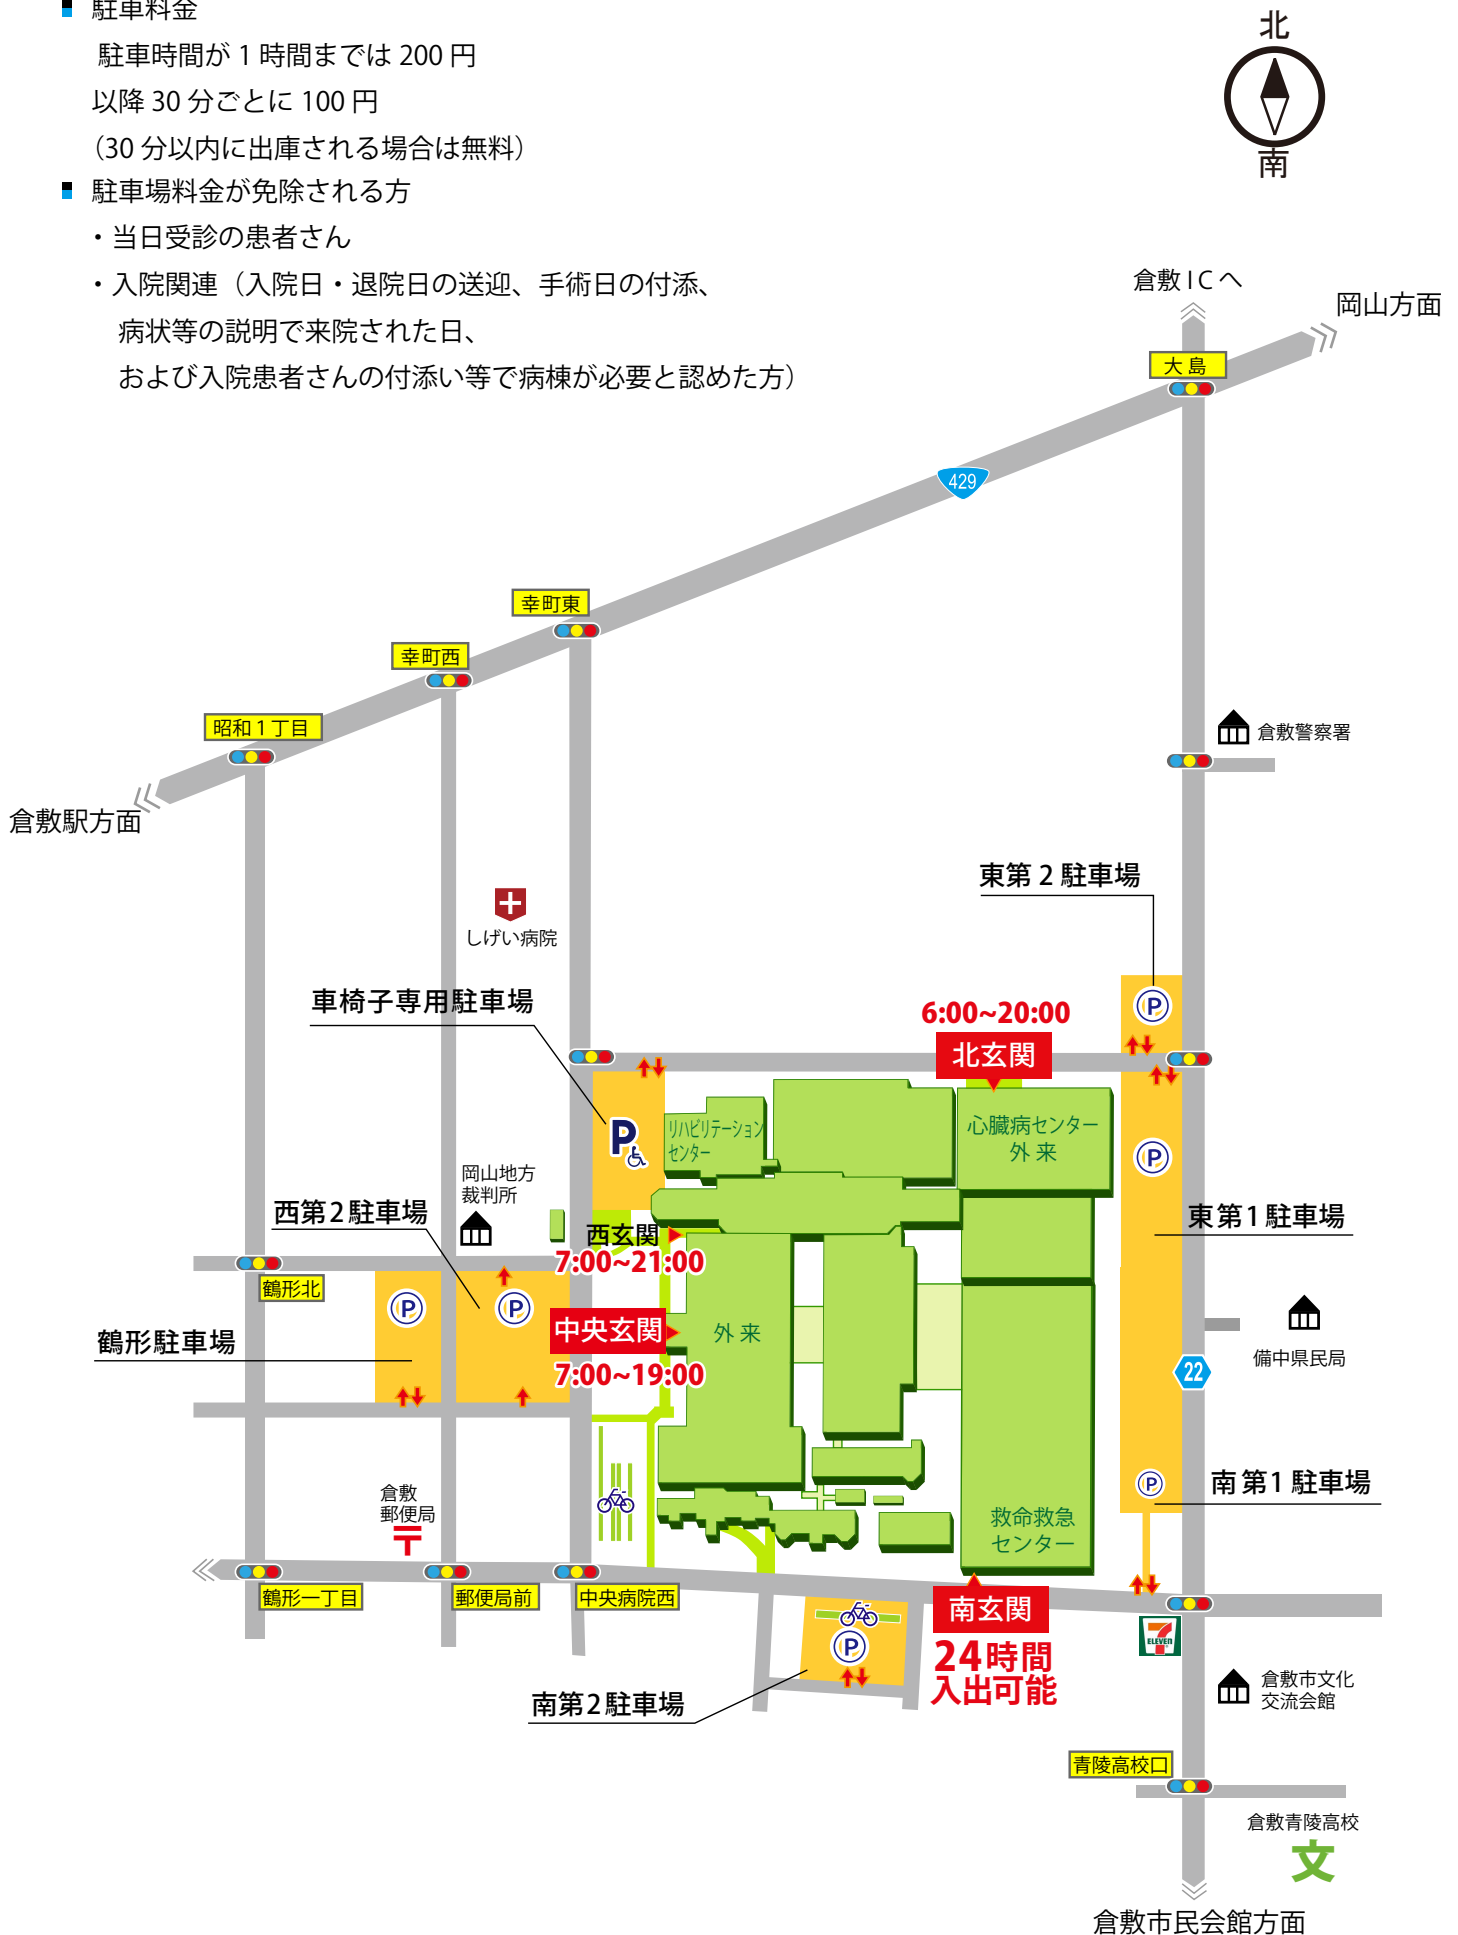 駐車料金
駐車時間が 1 時間までは 200 円
以降 30 分ごとに 100 円
（30 分以内に出庫される場合は無料）
駐車場料金が免除される方
・当日受診の患者さん
・入院関連（入院日・退院日の送迎、手術日の付添、
病状等の説明で来院された日、
および入院患者さんの付添い等で病棟が必要と認めた方）
北
南
倉敷ICへ
岡山方面
大島
429
幸町東
幸町西
昭和1丁目
倉敷駅方面
倉敷警察署
東第2駐車場
P
しげい病院
車椅子専用駐車場
6:00~20:00
北玄関
P
リハビリテーション
センター
心臓病センター
外来
P
岡山地方
裁判所
西第2駐車場
西玄関
7:00~21:00
東第1駐車場
鶴形北
P
P
中央玄関
7:00~19:00
外来
鶴形駐車場
備中県民局
22
倉敷
郵便局
〒
P
南第1駐車場
救命救急
センター
鶴形一丁目
郵便局前
中央病院西
南玄関
24時間
入出可能
P
7
ELEVEN
南第2駐車場
倉敷市文化
交流会館
青陵高校口
倉敷青陵高校
文
倉敷市民会館方面